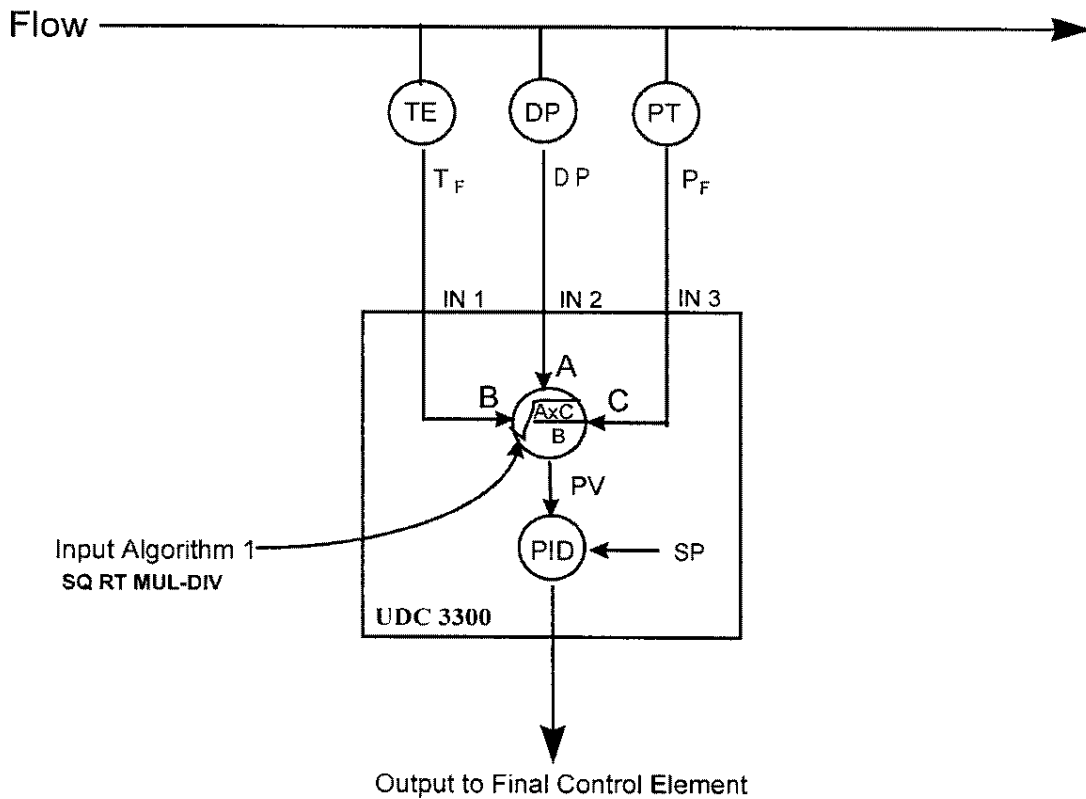 Flow
TE DP PT
T F DP P F
IN 1 IN 2 IN 3
A
B C
√ AxC
B
PV
Input Algorithm 1 PID SP
SQ RT MUL-DIV
UDC 3300
Output to Final Control Element